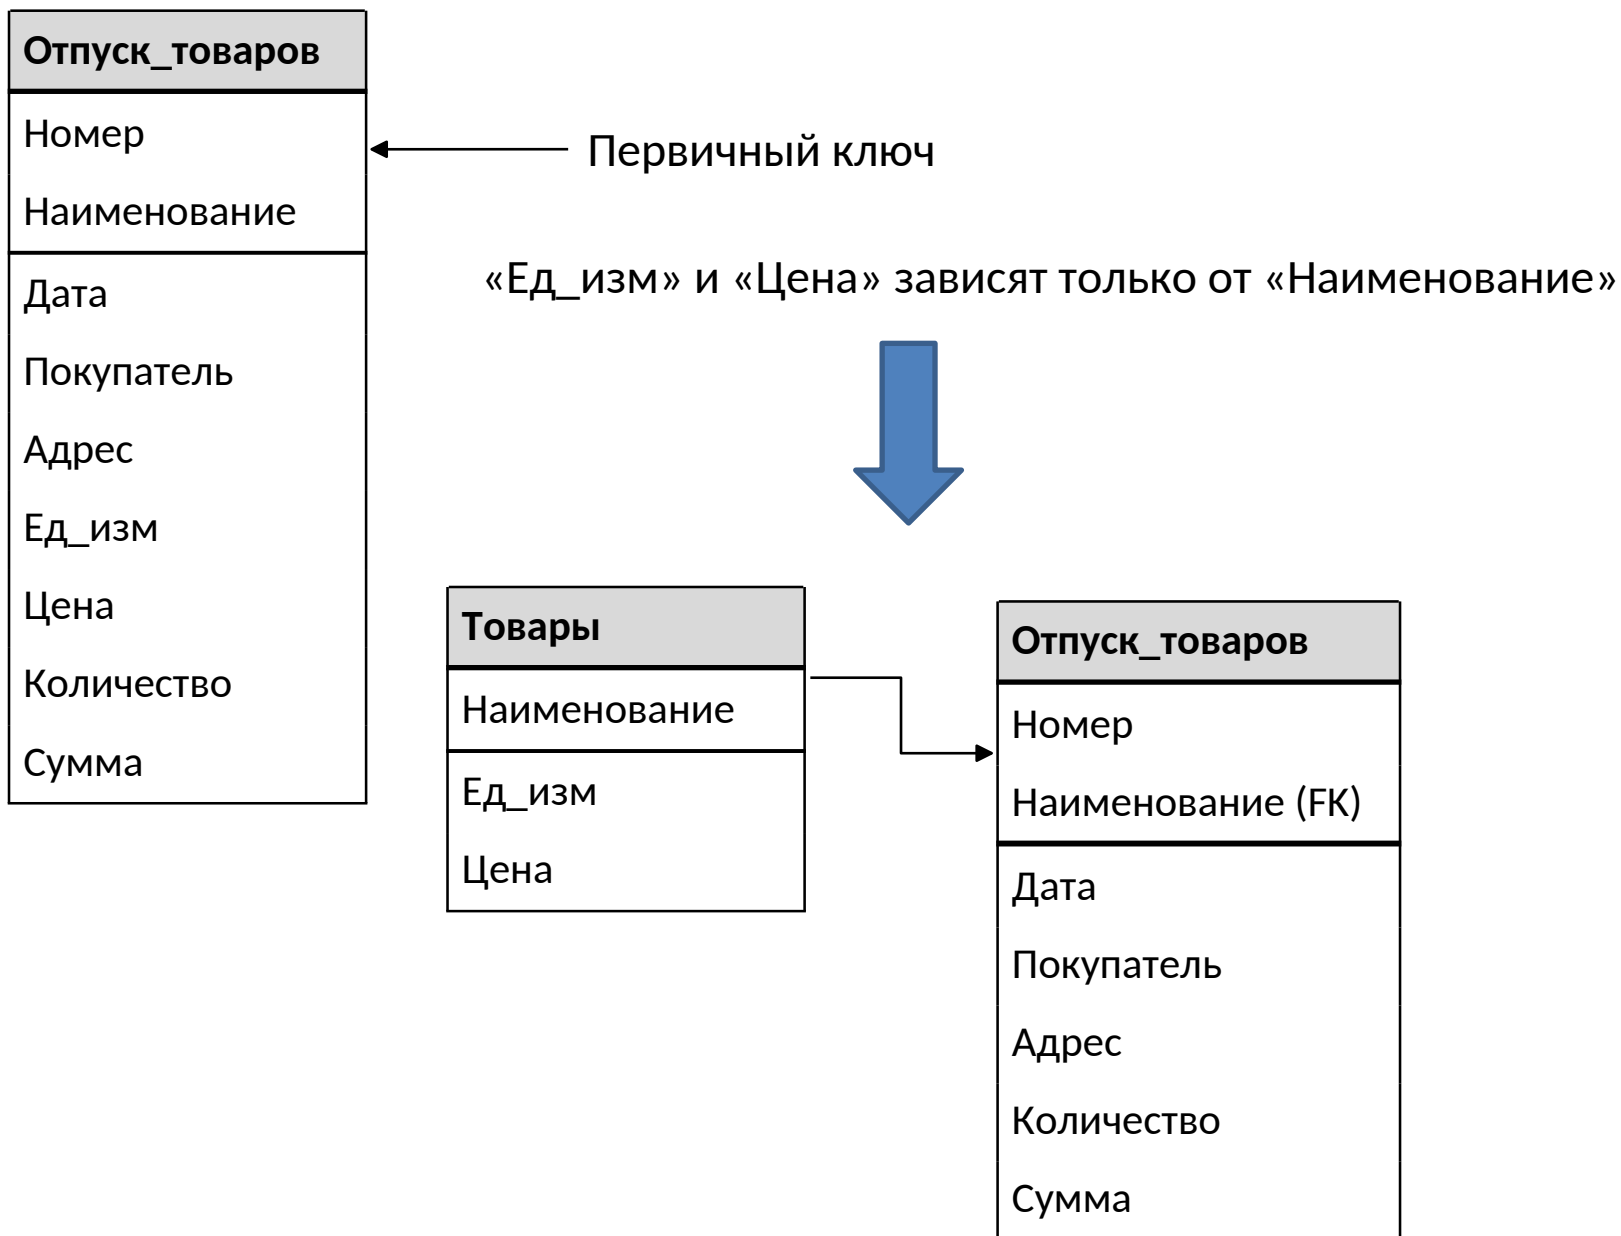 Отпуск_товаров
Номер
Наименование
Дата
Покупатель
Адрес
Ед_изм
Цена
Количество
Сумма
Первичный ключ
«Ед_изм» и «Цена» зависят только от «Наименование»
Товары
Наименование
Ед_изм
Цена
Отпуск_товаров
Номер
Наименование (FK)
Дата
Покупатель
Адрес
Количество
Сумма